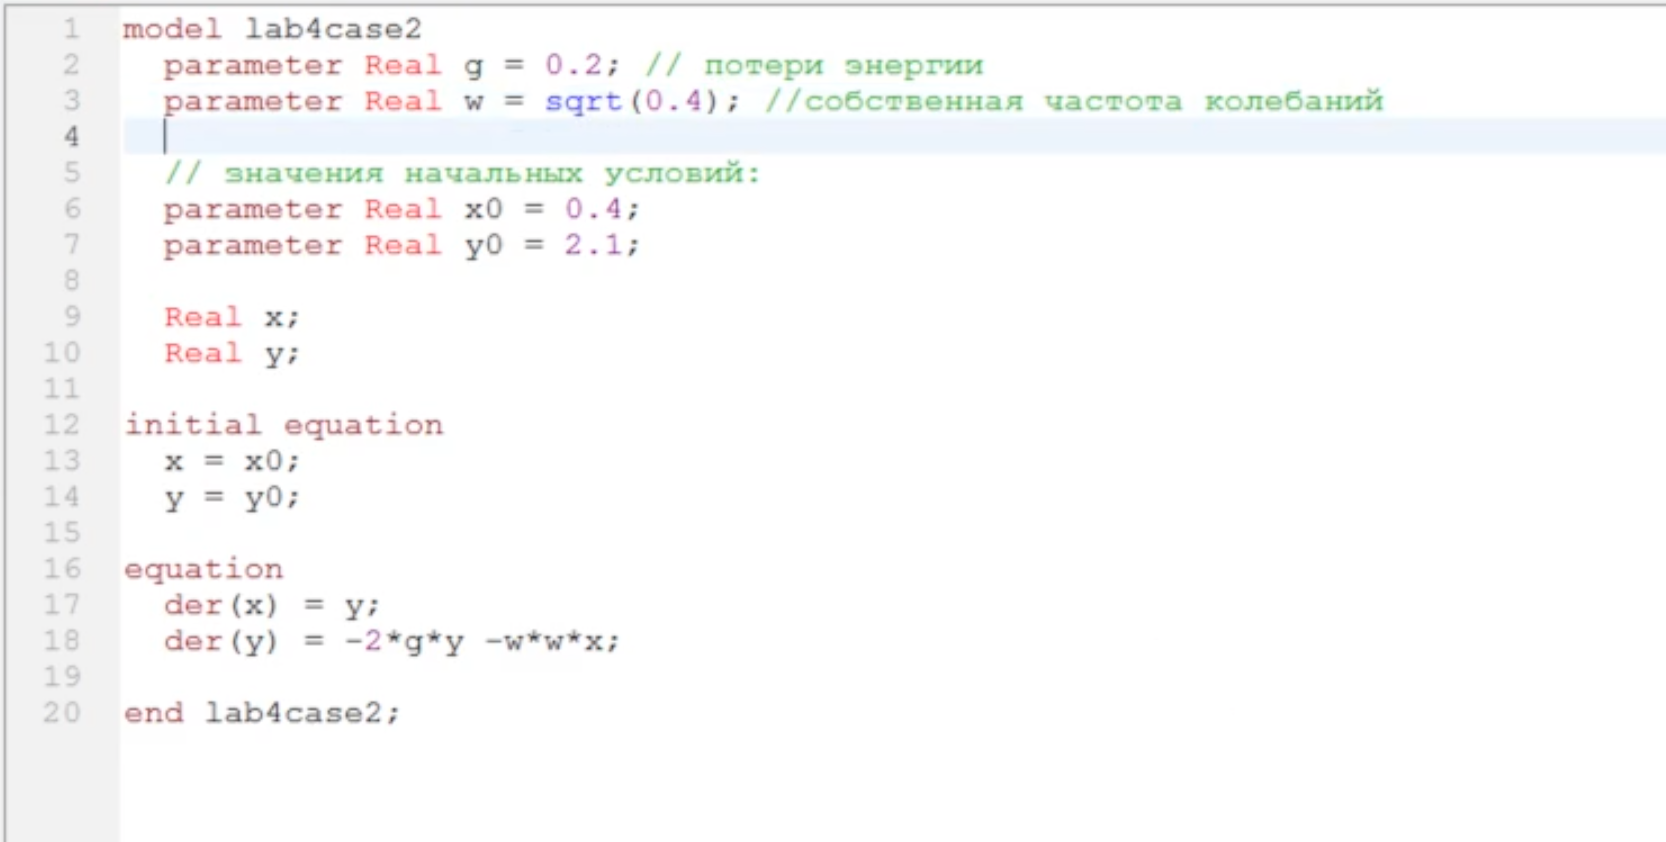 1 model lab4case2
2 parameter Real g = 0.2; // потери энергии
3 parameter Real w = sqrt(0.4); //собственная частота колебаний
4
5 // значения начальных условий:
6 parameter Real x0 = 0.4;
7 parameter Real y0 = 2.1;
8
9 Real x;
10 Real y;
11
12 initial equation
13 x = x0;
14 y = y0;
15
16 equation
17 der(x) = y;
18 der(y) = -2*g*y -w*w*x;
19
20 end lab4case2;